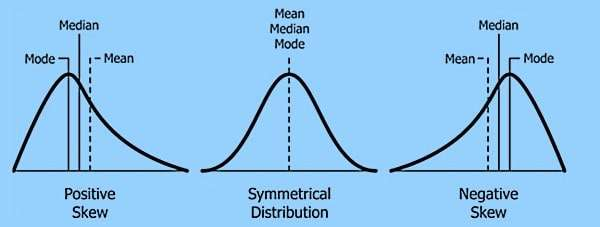 Median
Mode
Mean
Positive
Skew
Mean
Median
Mode
Symmetrical
Distribution
Median
Mean
Mode
Negative
Skew